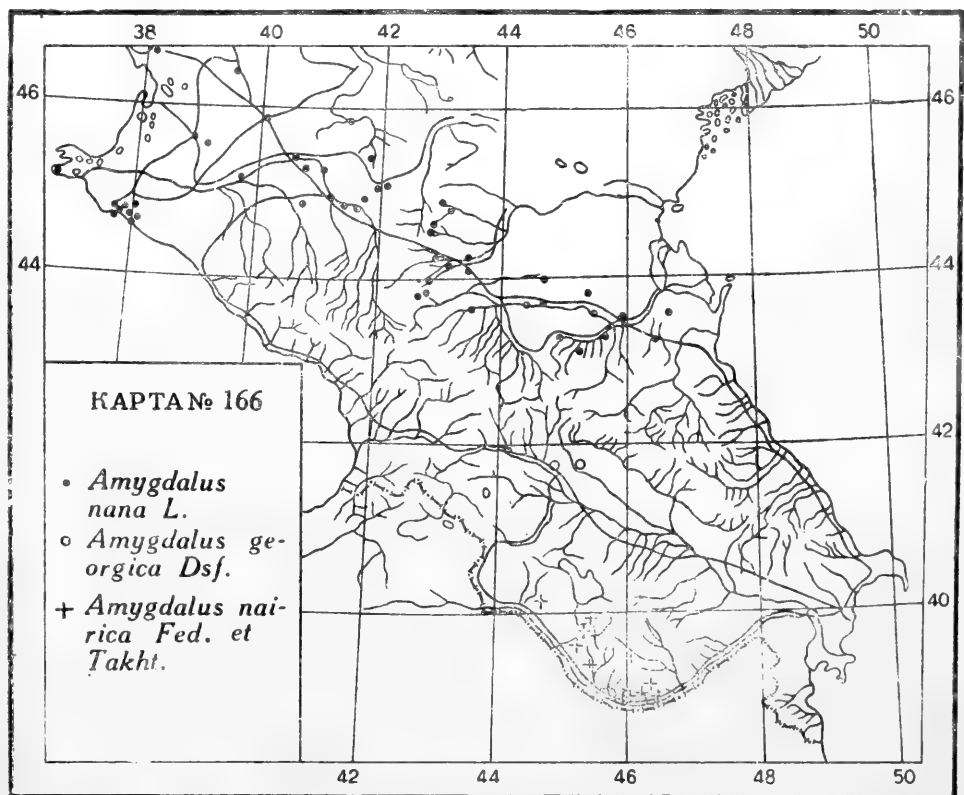 38 40 42 44 46 48 50
46 46
44 44
КАРТА № 166
42
Amygdalus
nana L.
Amygdalus ge-
orgica Dsf.
Amygdalus nai-
rica Fed. et
Takht.
40
42 44 46 48 50